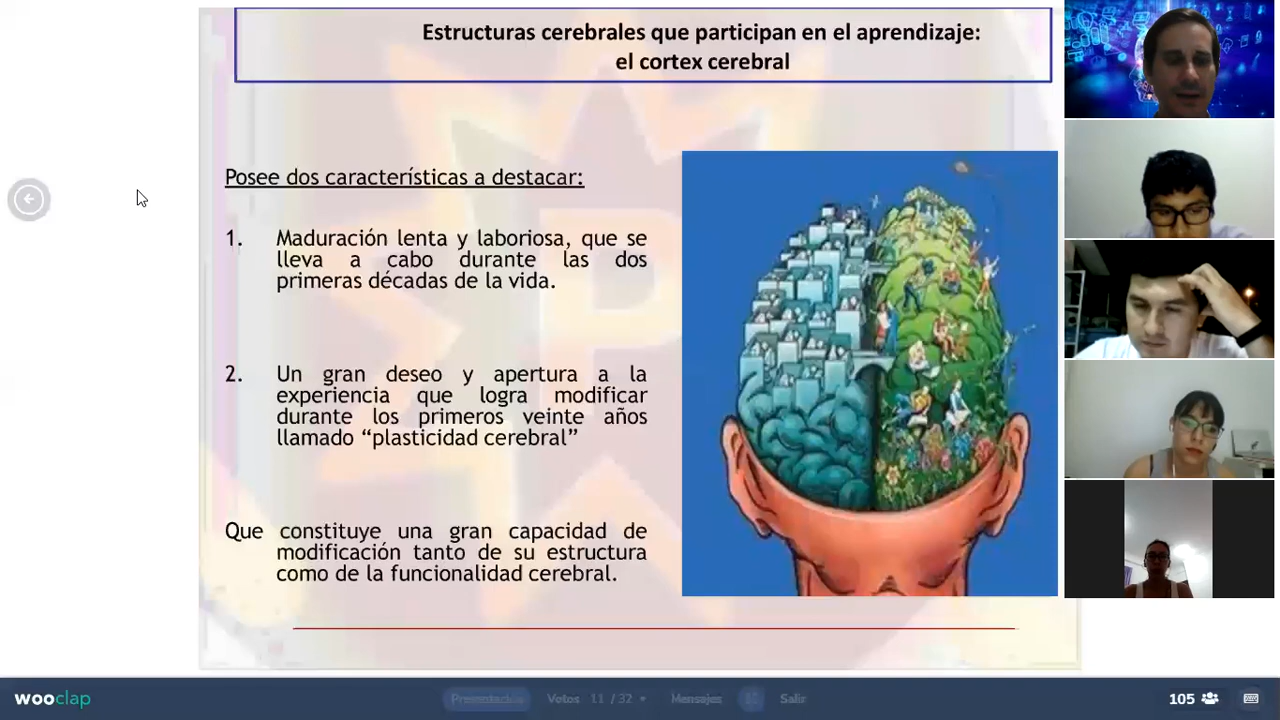 Estructuras cerebrales que participan en el aprendizaje:
el cortex cerebral
Posee dos características a destacar:
1. Maduración lenta y laboriosa, que se
lleva a cabo durante las dos
primeras décadas de la vida.
2. Un gran deseo y apertura a la
experiencia que logra modificar
durante los primeros veinte años
llamado “plasticidad cerebral”
Que constituye una gran capacidad de
modificación tanto de su estructura
como de la funcionalidad cerebral.
wooclap
Presentación Votos 11 / 32 Mensajes Salir
105